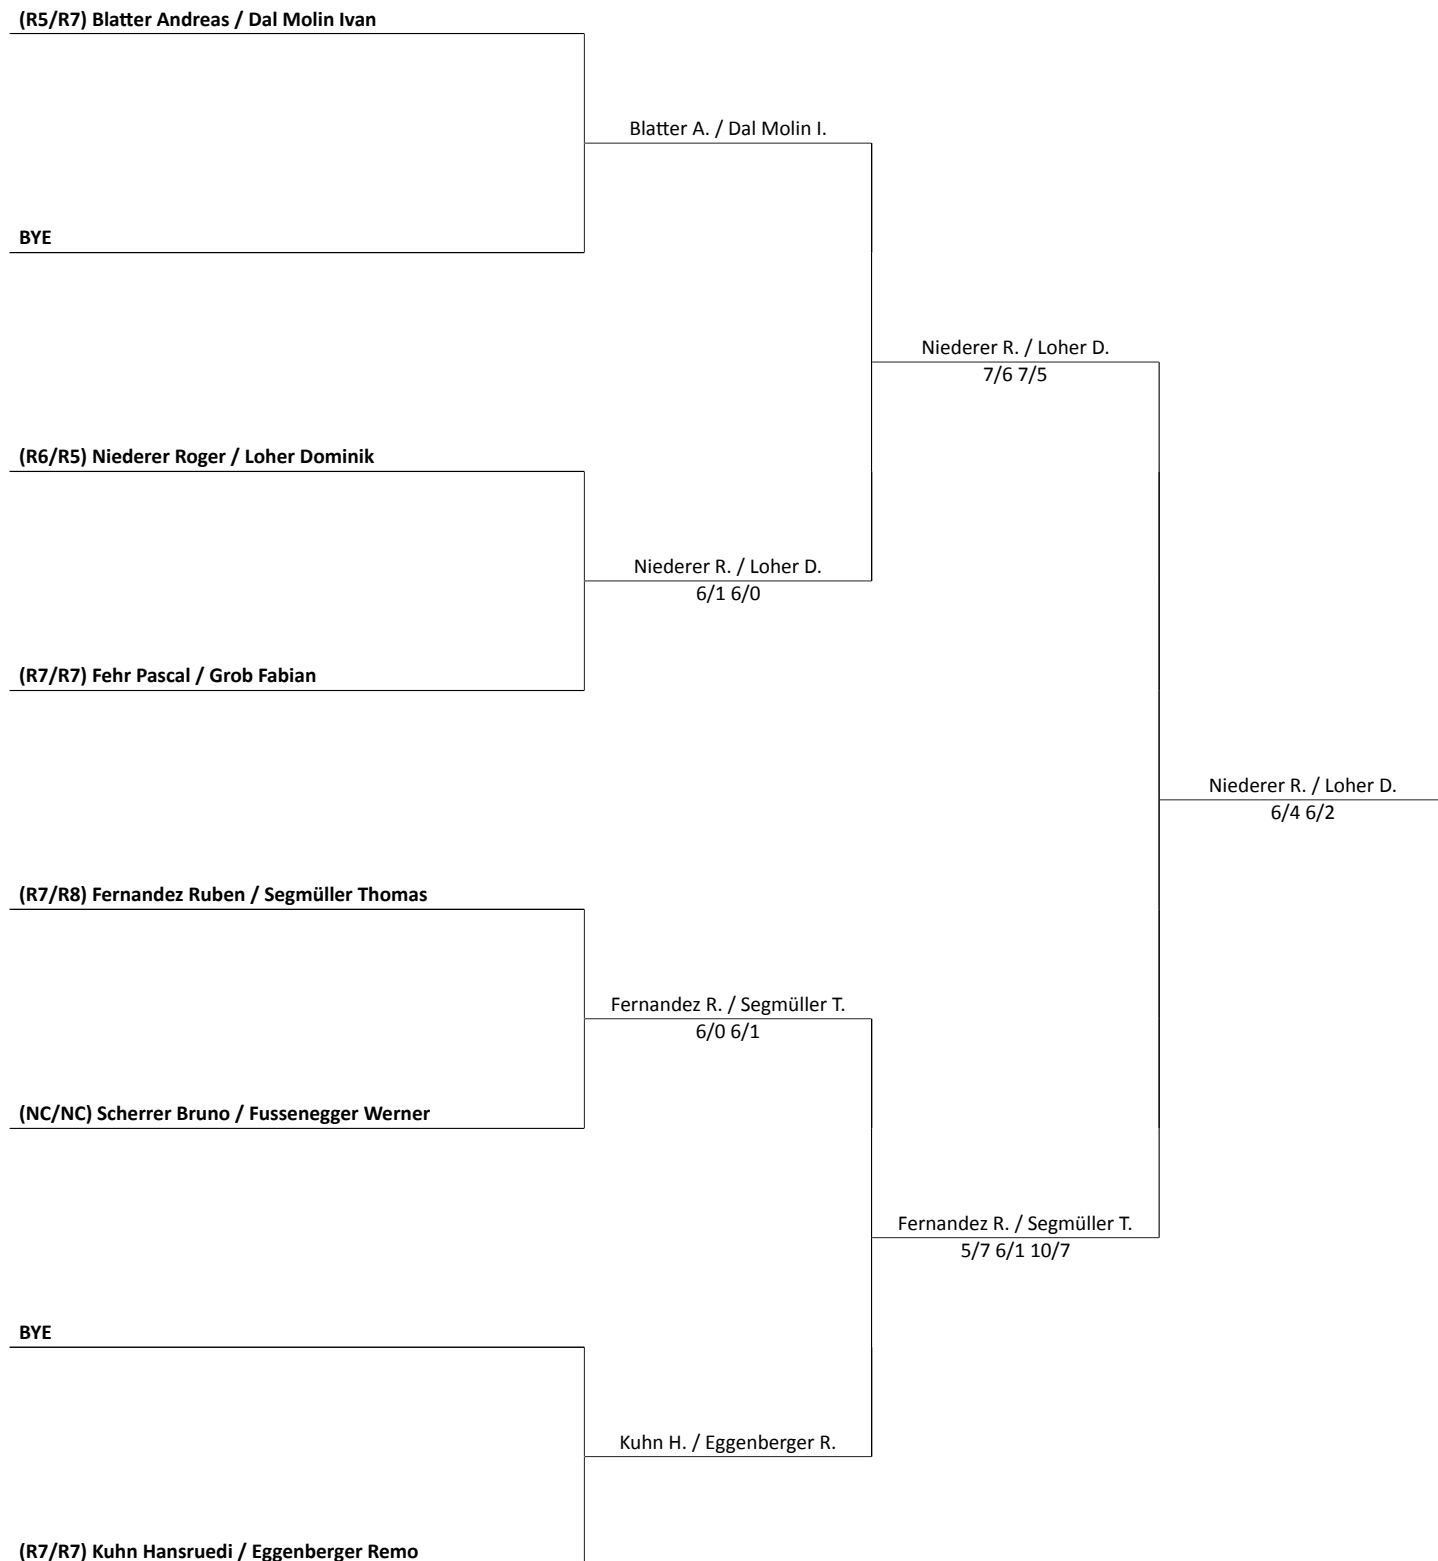 (R5/R7) Blatter Andreas / Dal Molin Ivan
Blatter A. / Dal Molin I.
BYE
Niederer R. / Loher D.
7/6 7/5
(R6/R5) Niederer Roger / Loher Dominik
Niederer R. / Loher D.
6/1 6/0
(R7/R7) Fehr Pascal / Grob Fabian
Niederer R. / Loher D.
6/4 6/2
(R7/R8) Fernandez Ruben / Segmüller Thomas
Fernandez R. / Segmüller T.
6/0 6/1
(NC/NC) Scherrer Bruno / Fussenegger Werner
Fernandez R. / Segmüller T.
5/7 6/1 10/7
BYE
Kuhn H. / Eggenberger R.
(R7/R7) Kuhn Hansruedi / Eggenberger Remo